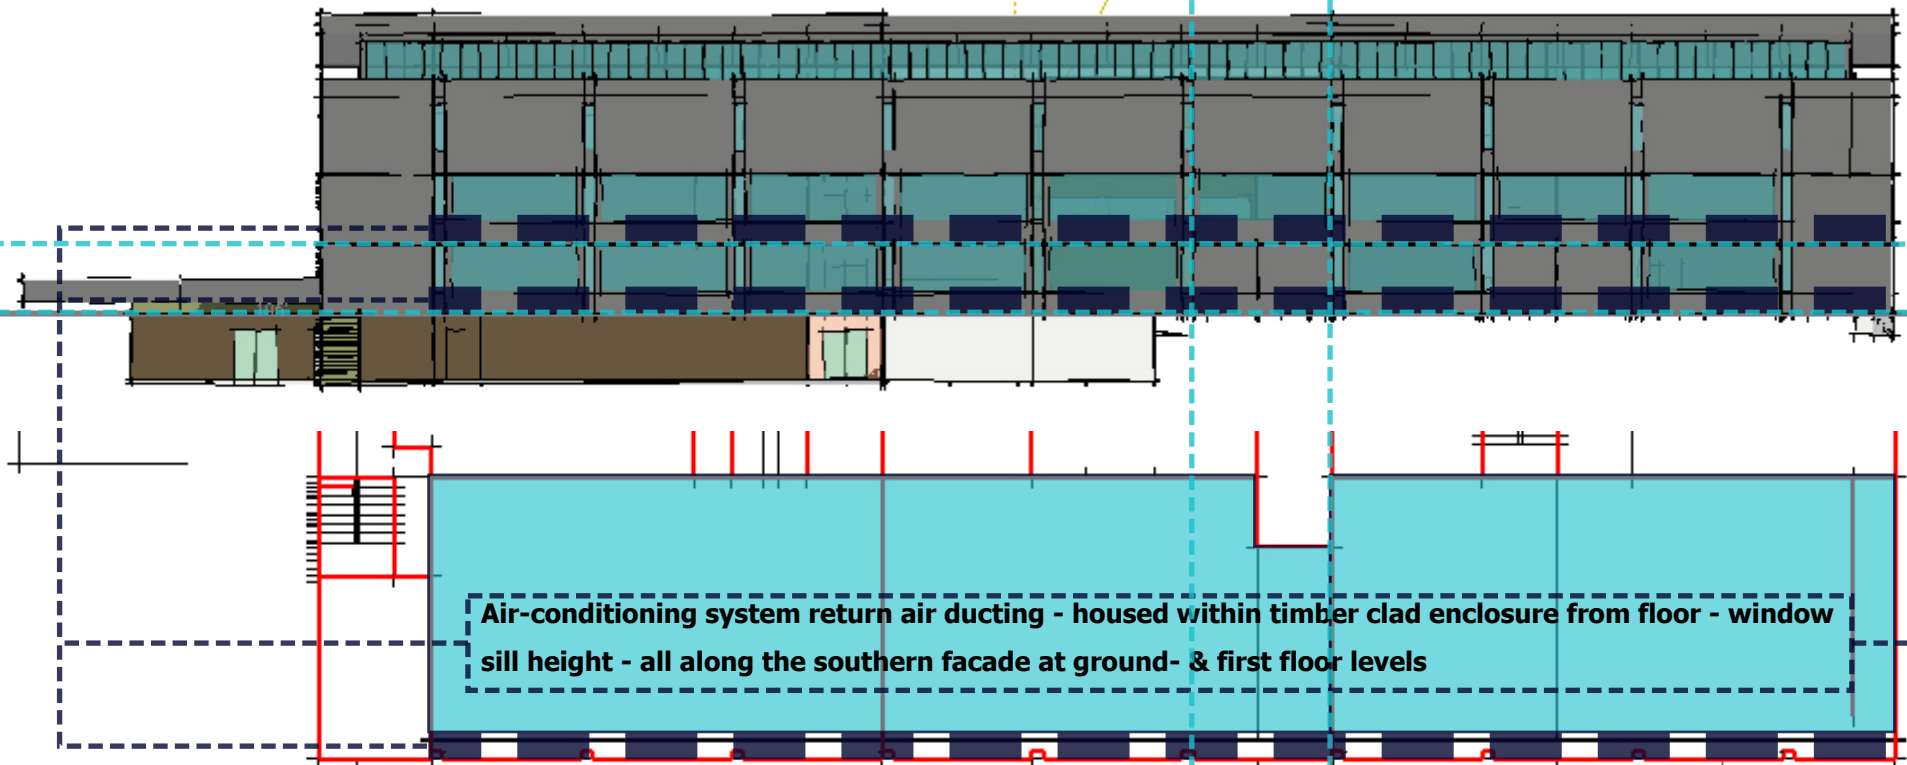 Air-conditioning system return air ducting - housed within timber clad enclosure from floor - window
sill height - all along the southern facade at ground- & first floor levels